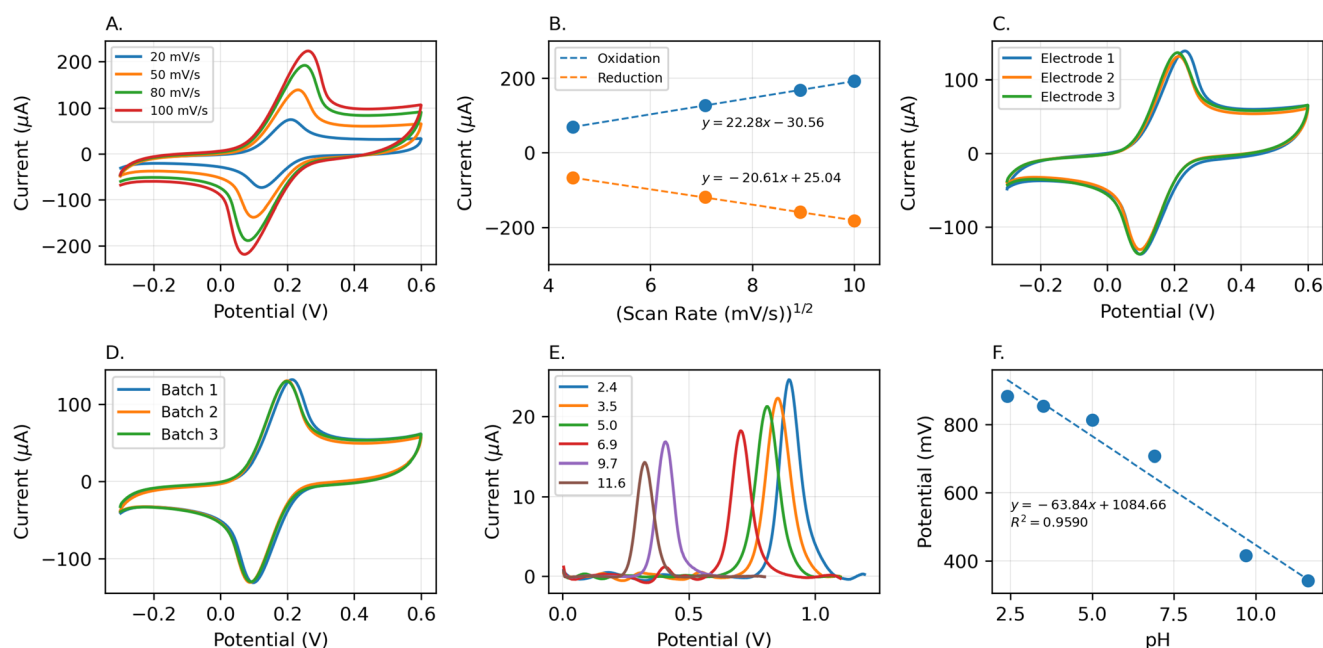 A.
20 mV/s
50 mV/s
80 mV/s
100 mV/s
200
100
0
−100
−200
Current (μA)
−0.2
0.0
0.2
0.4
0.6
Potential (V)
B.
Oxidation
Reduction
200
0
−200
Current (μA)
y = 22.28x − 30.56
y = − 20.61x + 25.04
4
6
8
10
(Scan Rate (mV/s))^{1/2}
C.
Electrode 1
Electrode 2
Electrode 3
100
0
−100
Current (μA)
−0.2
0.0
0.2
0.4
0.6
Potential (V)
D.
Batch 1
Batch 2
Batch 3
100
0
−100
Current (μA)
−0.2
0.0
0.2
0.4
0.6
Potential (V)
E.
2.4
3.5
5.0
6.9
9.7
11.6
20
10
0
Current (μA)
0.0
0.5
1.0
Potential (V)
F.
800
600
400
Potential (mV)
y = − 63.84x + 1084.66
R² = 0.9590
2.5
5.0
7.5
10.0
pH